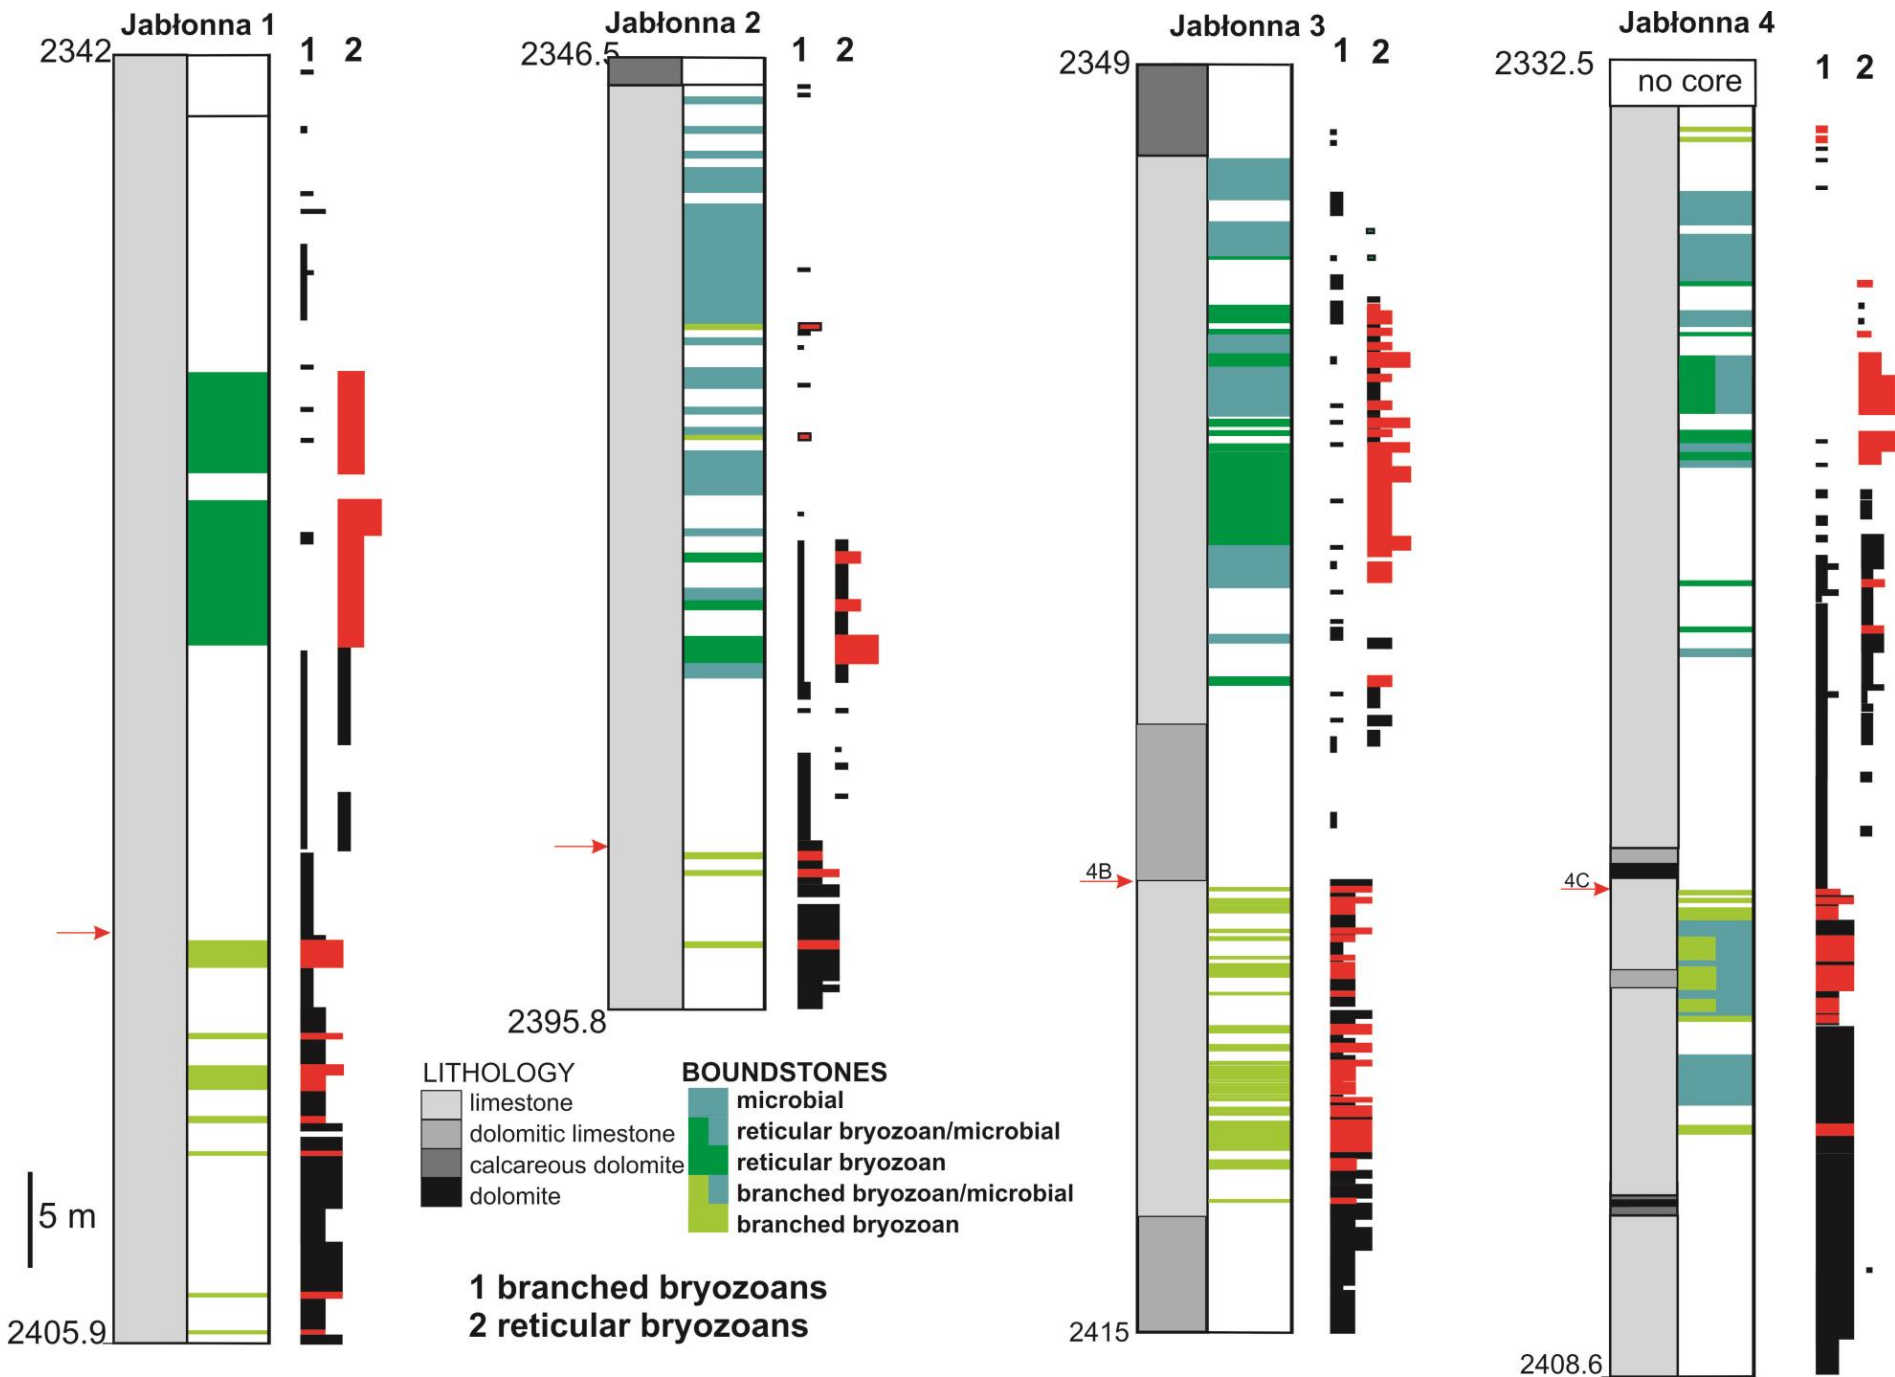 Jabłonna 1
1 2
2342
2405.9
5 m
Jabłonna 2
1 2
2346.5
2395.8
Jabłonna 3
1 2
2349
4B
2415
Jabłonna 4
1 2
2332.5
no core
4C
2408.6
LITHOLOGY
limestone
dolomitic limestone
calcareous dolomite
dolomite
BOUNDSTONES
microbial
reticular bryozoan/microbial
reticular bryozoan
branched bryozoan/microbial
branched bryozoan
1 branched bryozoans
2 reticular bryozoans